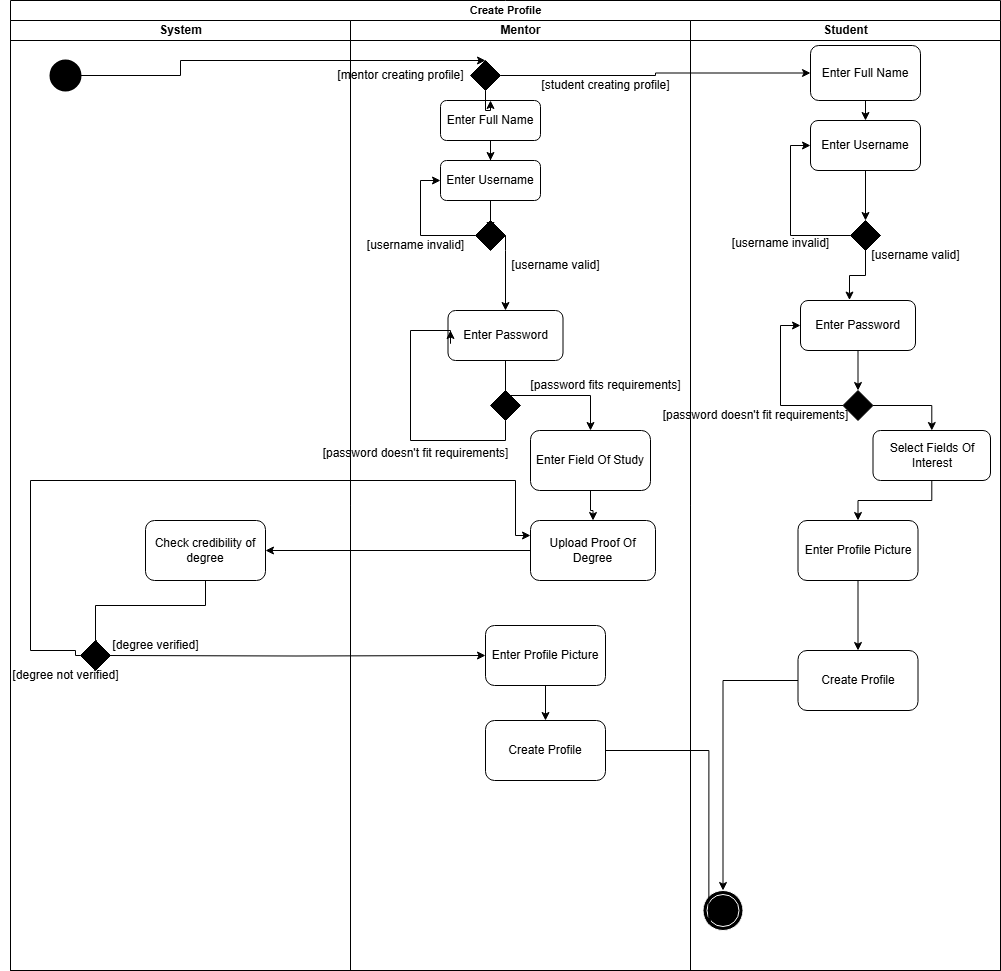 Create Profile
System
Mentor
Student
[mentor creating profile]
[student creating profile]
Enter Full Name
Enter Full Name
Enter Username
Enter Username
[username invalid]
[username valid]
[username invalid]
[username valid]
Enter Password
Enter Password
[password fits requirements]
[password doesn't fit requirements]
[password doesn't fit requirements]
Enter Field Of Study
Select Fields Of
Interest
Check credibility of
degree
Upload Proof Of
Degree
Enter Profile Picture
[degree verified]
[degree not verified]
Enter Profile Picture
Create Profile
Create Profile